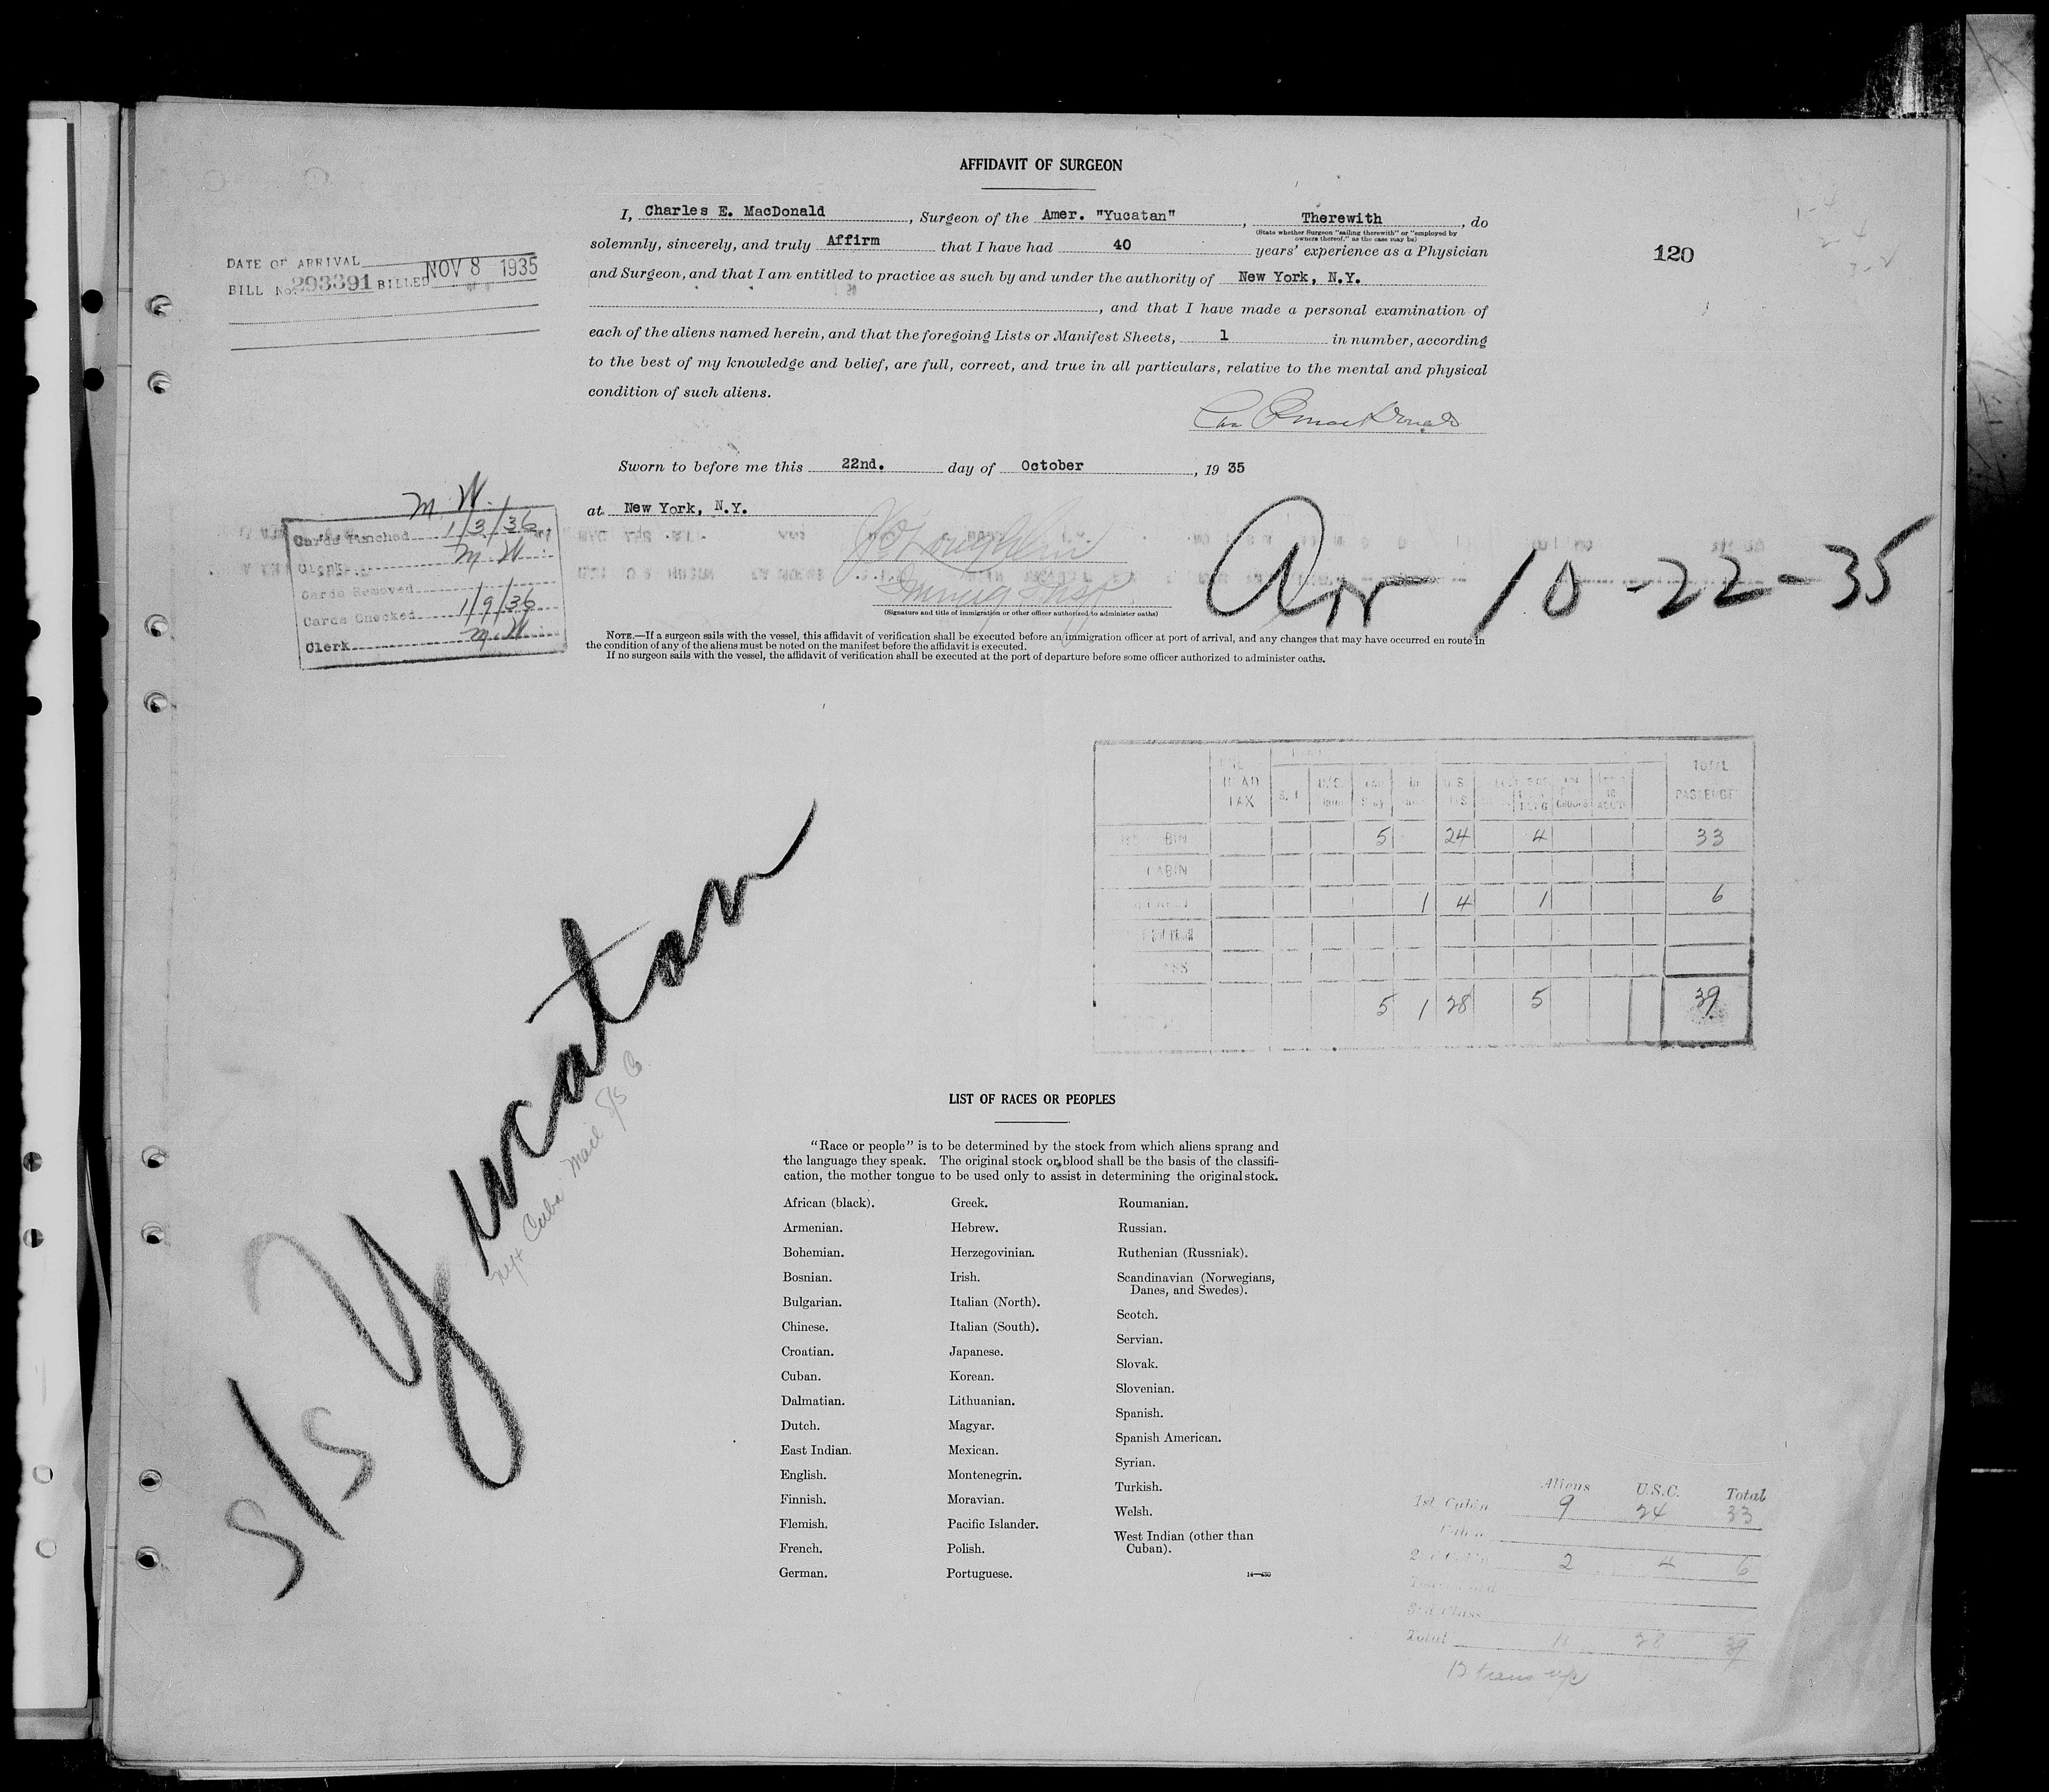 AFFIDAVIT OF SURGEON
I, Charles E. MacDonald, Surgeon of the Amer. "Yucatan", Therewith, do
(State whether Surgeon "sailing therewith" or "employed by owners thereof," as the case may be)
solemnly, sincerely, and truly Affirm that I have had 40 years' experience as a Physician
and Surgeon, and that I am entitled to practice as such by and under the authority of New York, N.Y.
, and that I have made a personal examination of
each of the aliens named herein, and that the foregoing Lists or Manifest Sheets, 1 in number, according
to the best of my knowledge and belief, are full, correct, and true in all particulars, relative to the mental and physical
condition of such aliens.
120
DATE OF ARRIVAL
BILL No. 293391 BILLED NOV 8 1935
Sworn to before me this 22nd. day of October, 19 35
at New York, N.Y.
(Signature and title of immigration or other officer authorized to administer oaths)
M. W.
Cards Punched 1/3/36
Clerk M. W.
Cards Removed
Cards Checked 1/9/36
Clerk M. W.
Arr 10-22-35
NOTE.—If a surgeon sails with the vessel, this affidavit of verification shall be executed before an immigration officer at port of arrival, and any changes that may have occurred en route in
the condition of any of the aliens must be noted on the manifest before the affidavit is executed.
If no surgeon sails with the vessel, the affidavit of verification shall be executed at the port of departure before some officer authorized to administer oaths.
HEAD TAX
U.S.
TOTAL PASSENGER
5 24 4 33
CABIN
1 4 1 6
5 1 28 5 39
S/S Yucatan
Cuba Mail S/S Co.
LIST OF RACES OR PEOPLES
"Race or people" is to be determined by the stock from which aliens sprang and
the language they speak. The original stock or blood shall be the basis of the classifi-
cation, the mother tongue to be used only to assist in determining the original stock.
African (black).
Armenian.
Bohemian.
Bosnian.
Bulgarian.
Chinese.
Croatian.
Cuban.
Dalmatian.
Dutch.
East Indian.
English.
Finnish.
Flemish.
French.
German.
Greek.
Hebrew.
Herzegovinian.
Irish.
Italian (North).
Italian (South).
Japanese.
Korean.
Lithuanian.
Magyar.
Mexican.
Montenegrin.
Moravian.
Pacific Islander.
Polish.
Portuguese.
Roumanian.
Russian.
Ruthenian (Russniak).
Scandinavian (Norwegians,
Danes, and Swedes).
Scotch.
Servian.
Slovak.
Slovenian.
Spanish.
Spanish American.
Syrian.
Turkish.
Welsh.
West Indian (other than
Cuban).
14—430
Aliens U.S.C. Total
1st Cabin 9 24 33
Cabin
2nd Cabin 2 4 6
3rd Class
Total 11 28 39